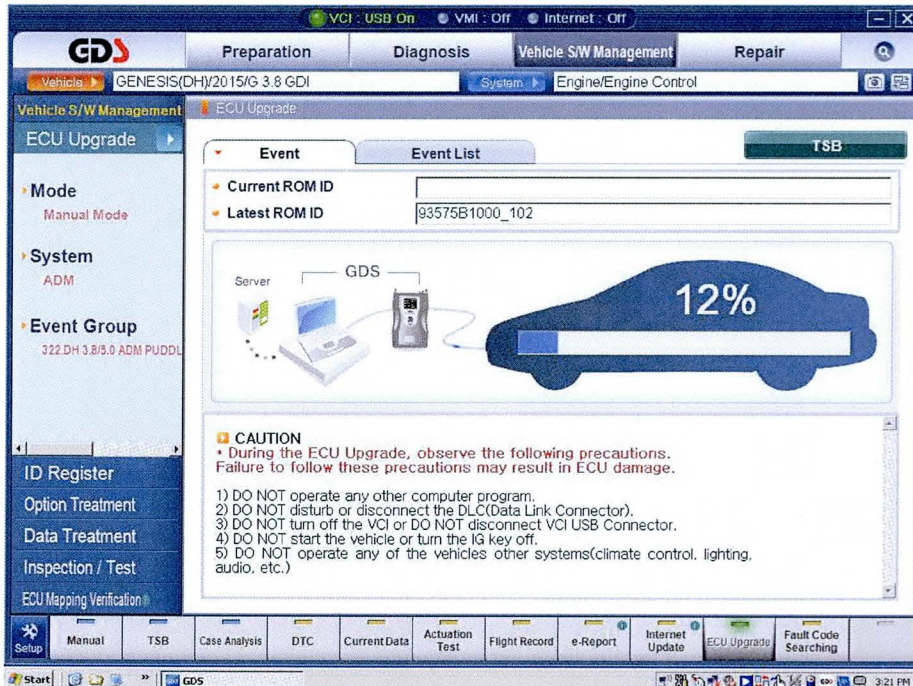 VCI : USB On VMI : Off Internet : Off
GDS
Preparation Diagnosis Vehicle S/W Management Repair
Vehicle GENESIS(DH)/2015/G 3.8 GDI System Engine/Engine Control
Vehicle S/W Management
ECU Upgrade
ECU Upgrade
Event Event List TSB
Current ROM ID
Latest ROM ID 93575B1000_102
Mode
Manual Mode
System
ADM
Event Group
322.DH 3.8/5.0 ADM PUDDL
Server GDS
12%
CAUTION
• During the ECU Upgrade, observe the following precautions.
Failure to follow these precautions may result in ECU damage.
1) DO NOT operate any other computer program.
2) DO NOT disturb or disconnect the DLC(Data Link Connector).
3) DO NOT turn off the VCI or DO NOT disconnect VCI USB Connector.
4) DO NOT start the vehicle or turn the IG key off.
5) DO NOT operate any of the vehicles other systems(climate control, lighting,
audio, etc.)
ID Register
Option Treatment
Data Treatment
Inspection / Test
ECU Mapping Verification
Setup Manual TSB Case Analysis DTC Current Data Actuation Test Flight Record e-Report Internet Update ECU Upgrade Fault Code Searching
Start GDS 3:21 PM